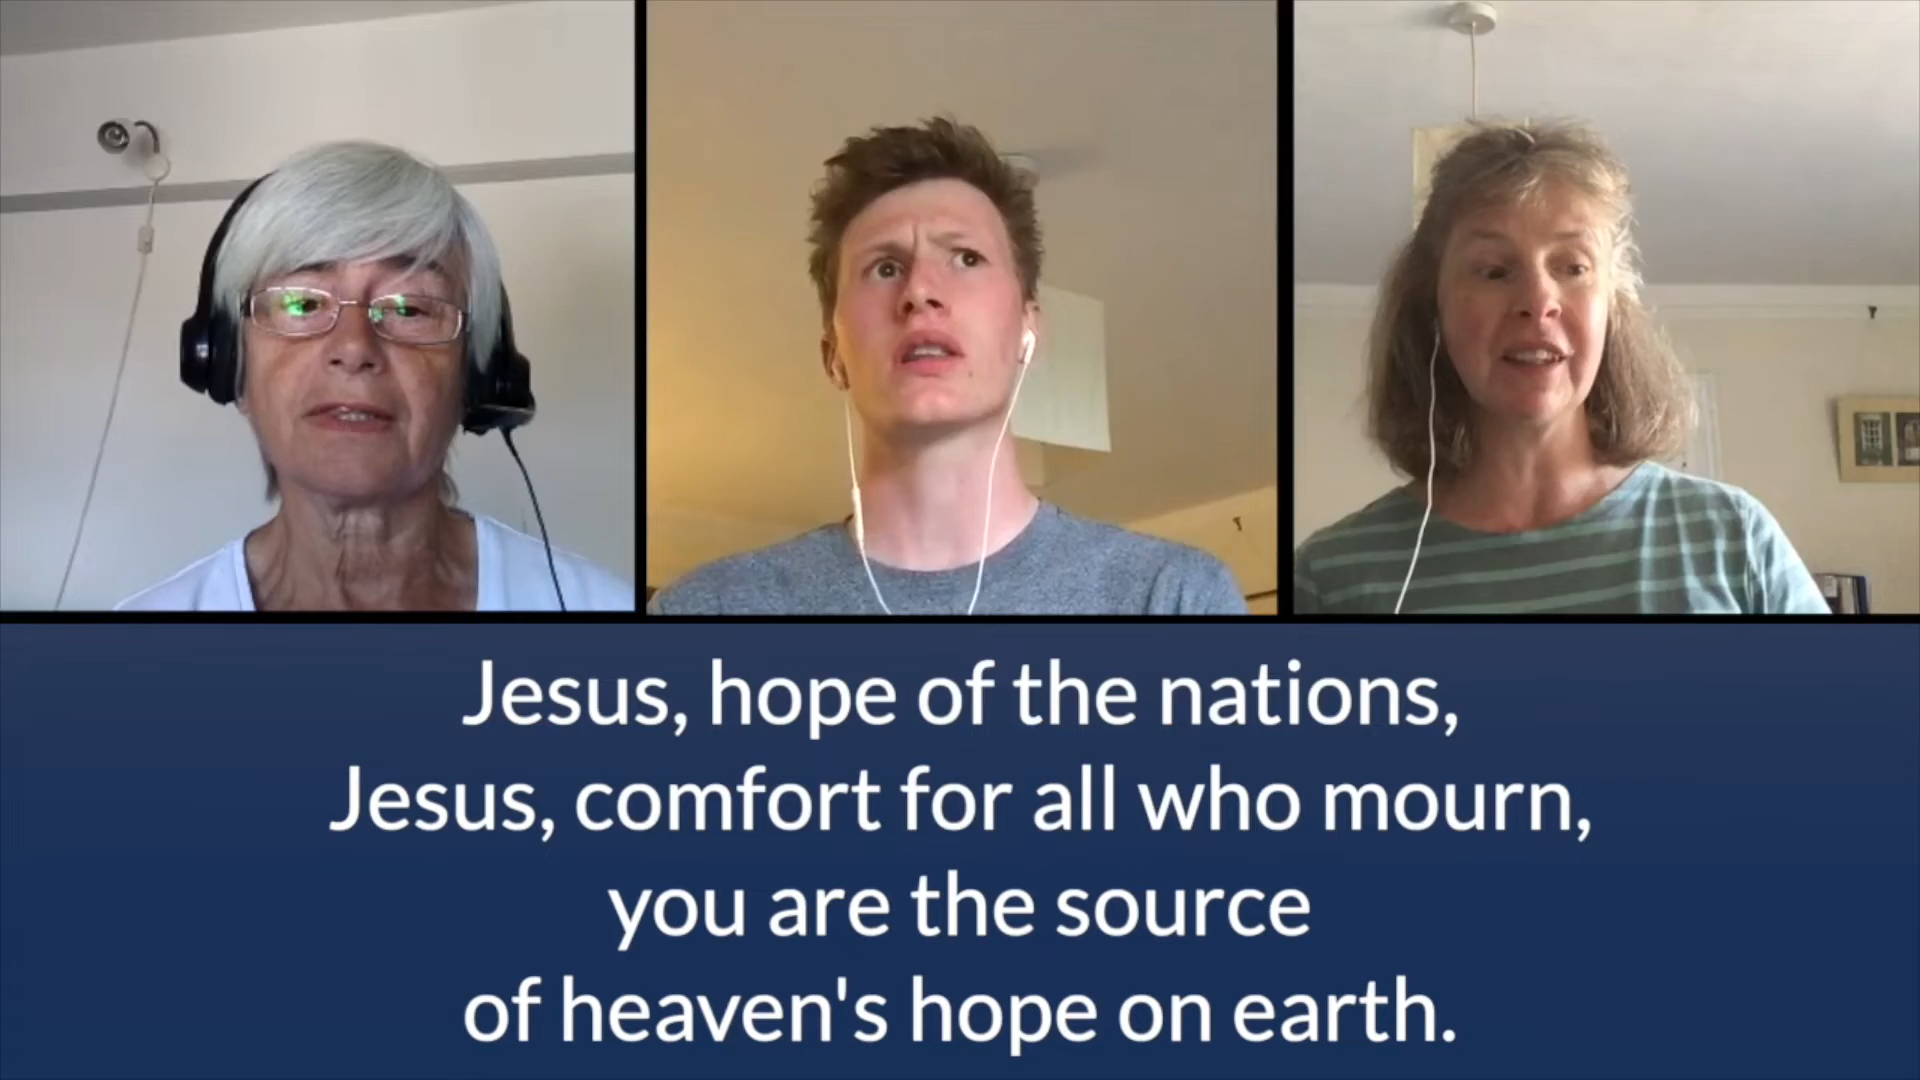 Jesus, hope of the nations,
Jesus, comfort for all who mourn,
you are the source
of heaven's hope on earth.